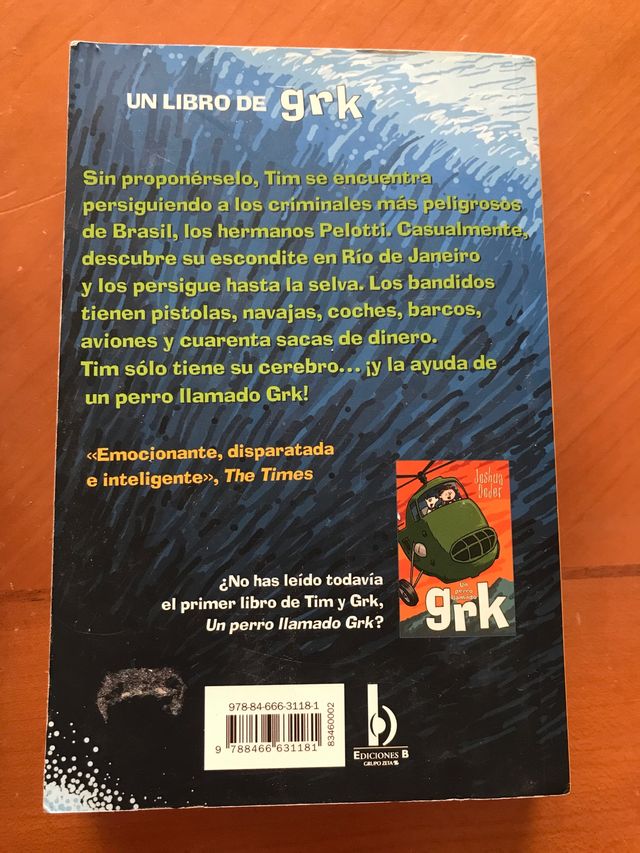 UN LIBRO DE grk
Sin proponérselo, Tim se encuentra
persiguiendo a los criminales más peligrosos
de Brasil, los hermanos Pelotti. Casualmente,
descubre su escondite en Río de Janeiro
y los persigue hasta la selva. Los bandidos
tienen pistolas, navajas, coches, barcos,
aviones y cuarenta sacas de dinero.
Tim sólo tiene su cerebro... ¡y la ayuda de
un perro llamado Grk!
«Emocionante, disparatada
e inteligente», The Times
Joshua
Doder
Un
perro
llamado
grk
¿No has leído todavía
el primer libro de Tim y Grk,
Un perro llamado Grk?
978-84-666-3118-1
9 788466 631181
83460002
b
EDICIONES B
GRUPO ZETA